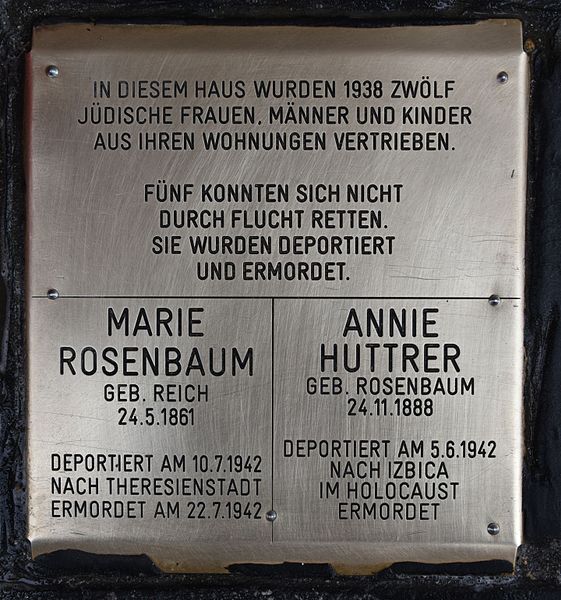 IN DIESEM HAUS WURDEN 1938 ZWÖLF
JÜDISCHE FRAUEN, MÄNNER UND KINDER
AUS IHREN WOHNUNGEN VERTRIEBEN.
FÜNF KONNTEN SICH NICHT
DURCH FLUCHT RETTEN.
SIE WURDEN DEPORTIERT
UND ERMORDET.
MARIE
ROSENBAUM
GEB. REICH
24.5.1861
DEPORTIERT AM 10.7.1942
NACH THERESIENSTADT
ERMORDET AM 22.7.1942
ANNIE
HUTTRER
GEB. ROSENBAUM
24.11.1888
DEPORTIERT AM 5.6.1942
NACH IZBICA
IM HOLOCAUST
ERMORDET